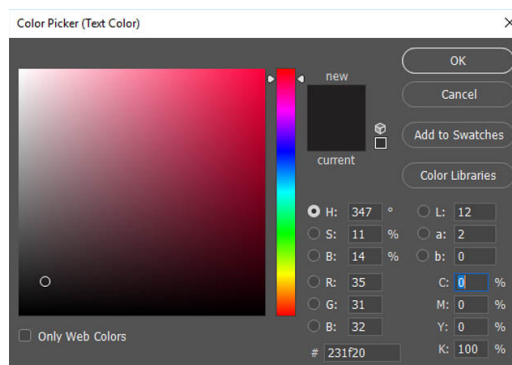 Color Picker (Text Color)
new
current
OK
Cancel
Add to Swatches
Color Libraries
H: 347 °
S: 11 %
B: 14 %
R: 35
G: 31
B: 32
# 231f20
L: 12
a: 2
b: 0
C: 0 %
M: 0 %
Y: 0 %
K: 100 %
Only Web Colors